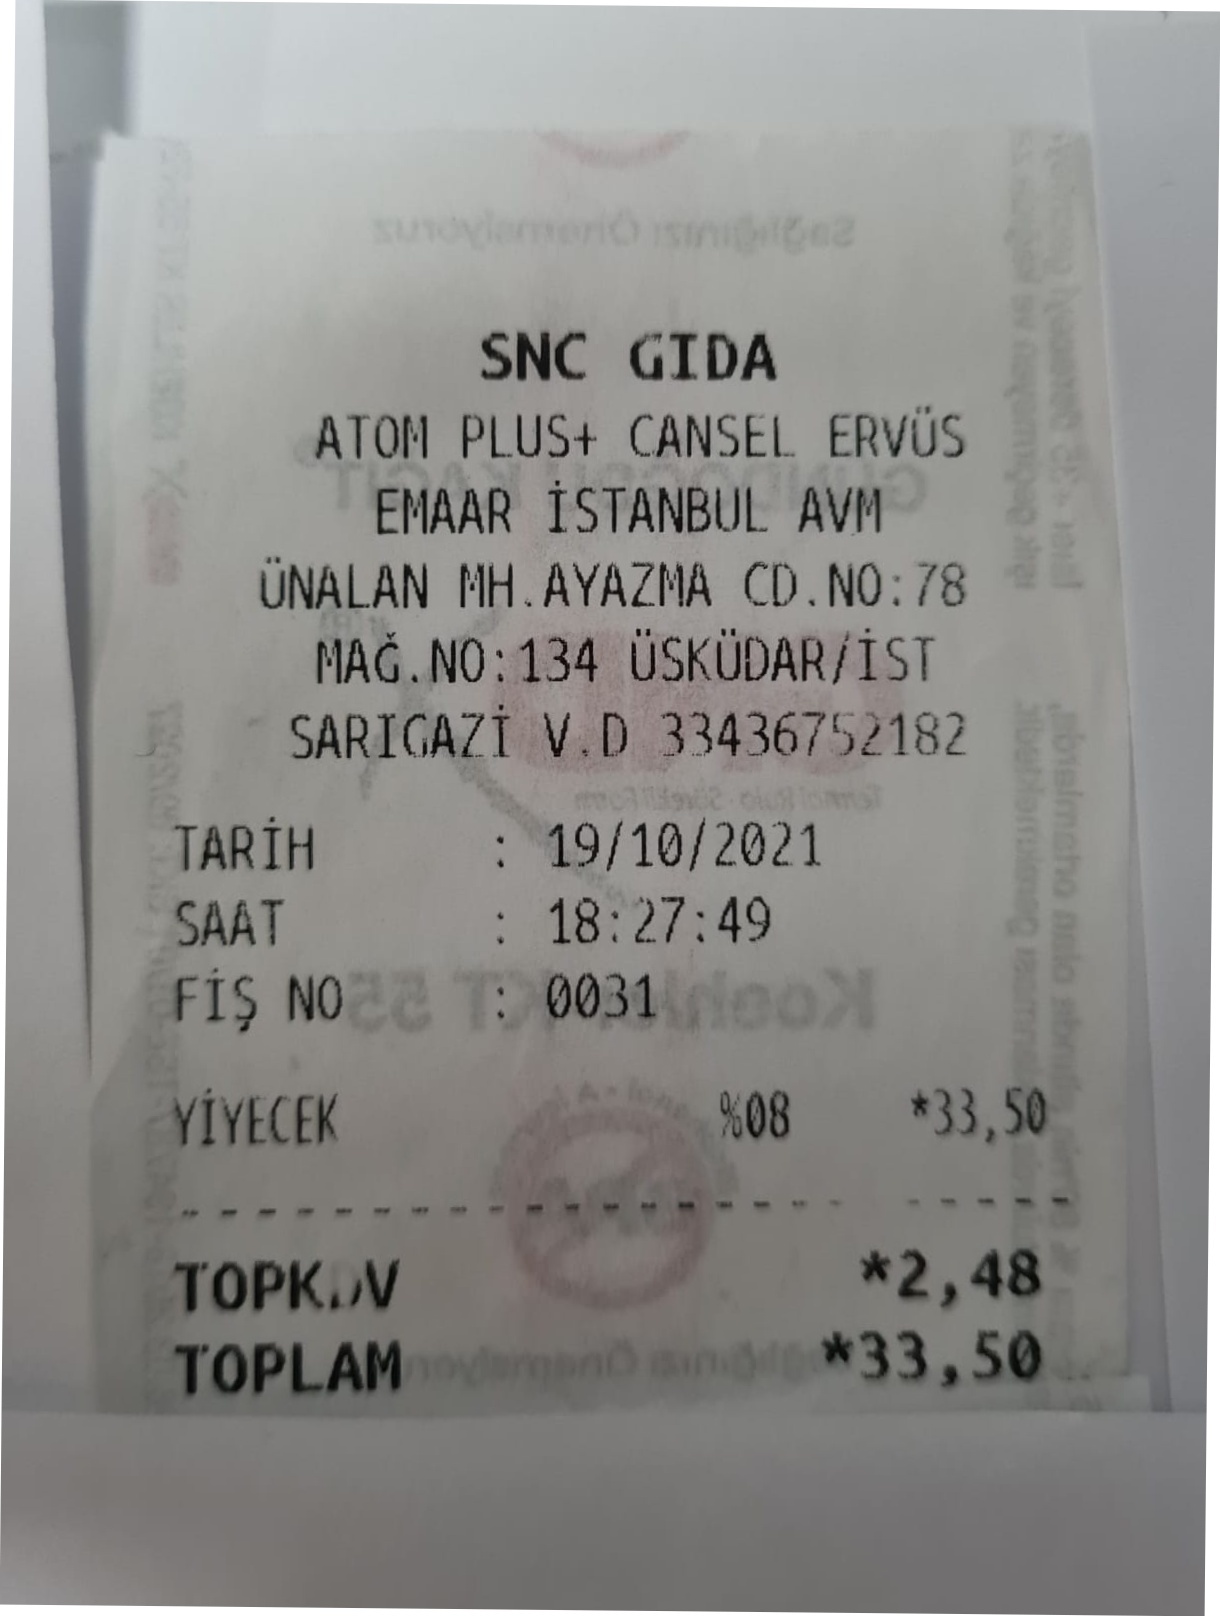 SNC GIDA
ATOM PLUS+ CANSEL ERVÜS
EMAAR İSTANBUL AVM
ÜNALAN MH.AYAZMA CD.NO:78
MAĞ.NO:134 ÜSKÜDAR/İST
SARIGAZİ V.D 33436752182
TARİH : 19/10/2021
SAAT : 18:27:49
FİŞ NO : 0031
YİYECEK %08 *33,50
TOPKDV *2,48
TOPLAM *33,50